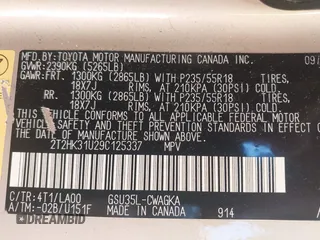 MFD.BY: TOYOTA MOTOR MANUFACTURING CANADA INC. 09/
GVWR: 2390KG (5265LB)
GAWR:FRT. 1300KG (2865LB) WITH P235/55R18 TIRES,
18X7J RIMS, AT 210KPA (30PSI) COLD.
RR. 1300KG (2865LB) WITH P235/55R18 TIRES,
18X7J RIMS, AT 210KPA (30PSI) COLD.
THIS VEHICLE CONFORMS TO ALL APPLICABLE FEDERAL MOTOR
VEHICLE SAFETY AND THEFT PREVENTION STANDARDS IN
EFFECT ON THE DATE OF MANUFACTURE SHOWN ABOVE.
2T2HK31U29C125337 MPV
C/TR: 4T1/LA00 GSU35L-CWAGKA
A/TM: -02B/U151F MADE IN CANADA 914
DREAMBID